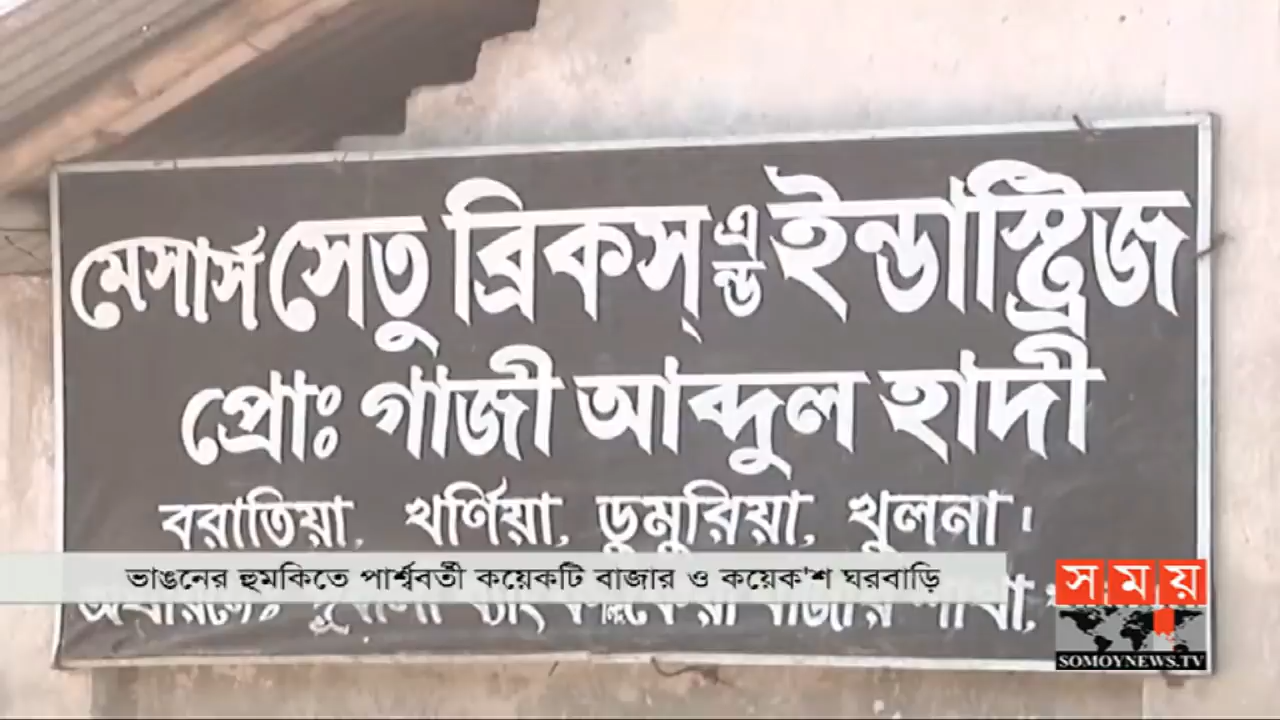 মেসার্স সেতু ব্রিকস্ এন্ড ইন্ডাস্ট্রিজ
প্রোঃ গাজী আব্দুল হাদী
বরাতিয়া, খর্ণিয়া, ডুমুরিয়া, খুলনা।
ভাঙনের হুমকিতে পার্শ্ববর্তী কয়েকটি বাজার ও কয়েক'শ ঘরবাড়ি
বাজার শাখা,
সময়
SOMOYNEWS.TV